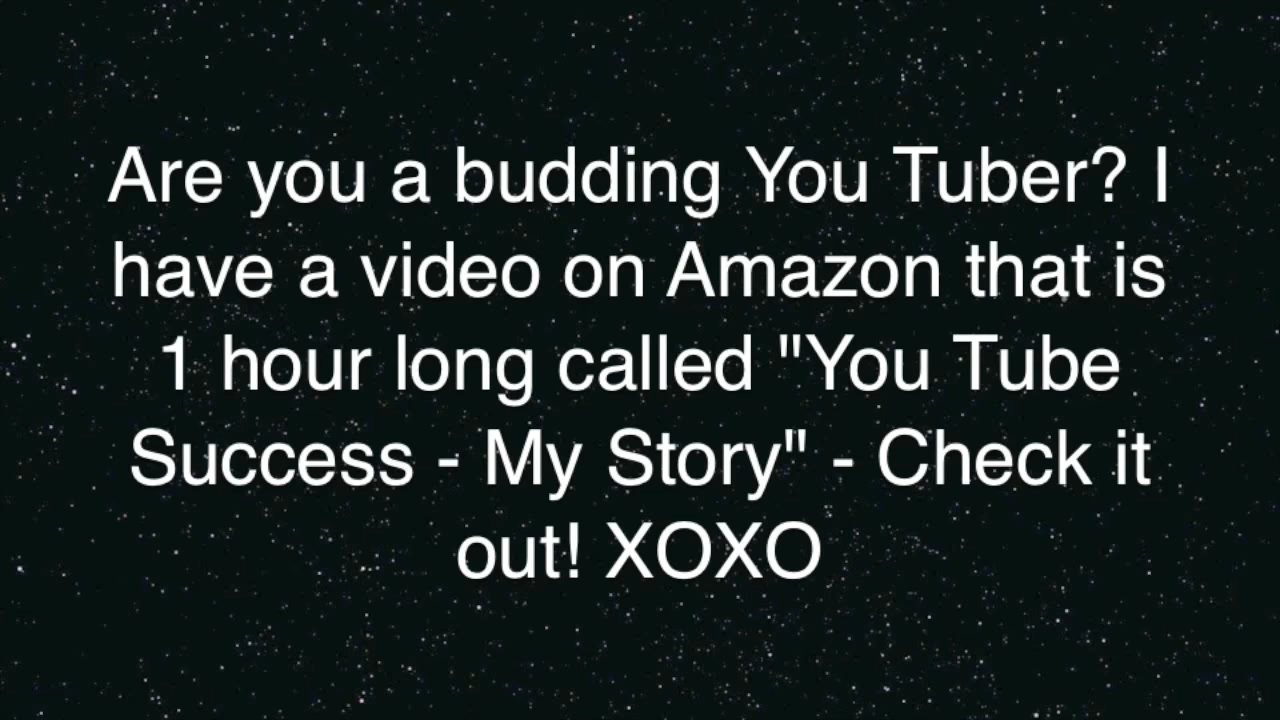 Are you a budding You Tuber? I
have a video on Amazon that is
1 hour long called "You Tube
Success - My Story" - Check it
out! XOXO